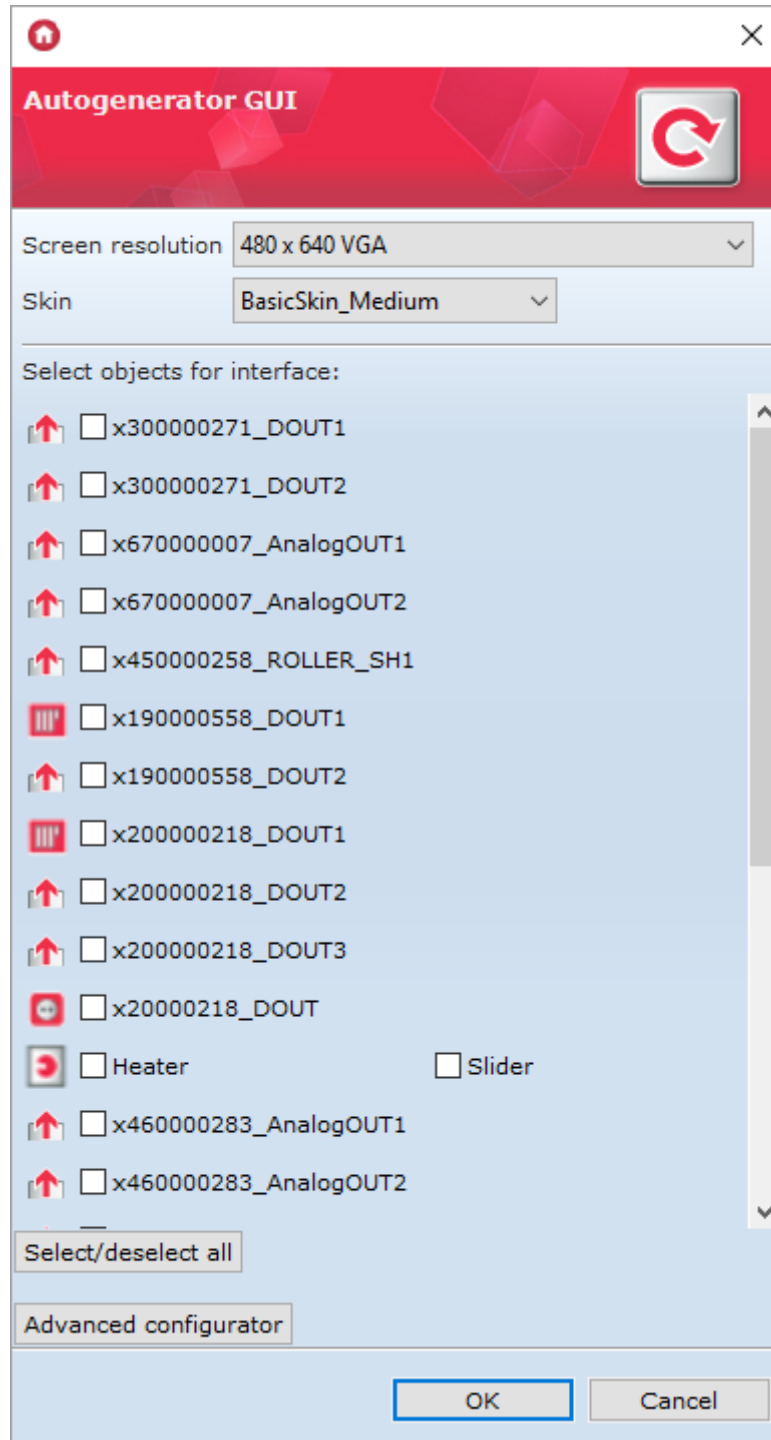 Autogenerator GUI
Screen resolution 480 x 640 VGA
Skin BasicSkin_Medium
Select objects for interface:
x300000271_DOUT1
x300000271_DOUT2
x670000007_AnalogOUT1
x670000007_AnalogOUT2
x450000258_ROLLER_SH1
x190000558_DOUT1
x190000558_DOUT2
x200000218_DOUT1
x200000218_DOUT2
x200000218_DOUT3
x20000218_DOUT
Heater Slider
x460000283_AnalogOUT1
x460000283_AnalogOUT2
Select/deselect all
Advanced configurator
OK Cancel